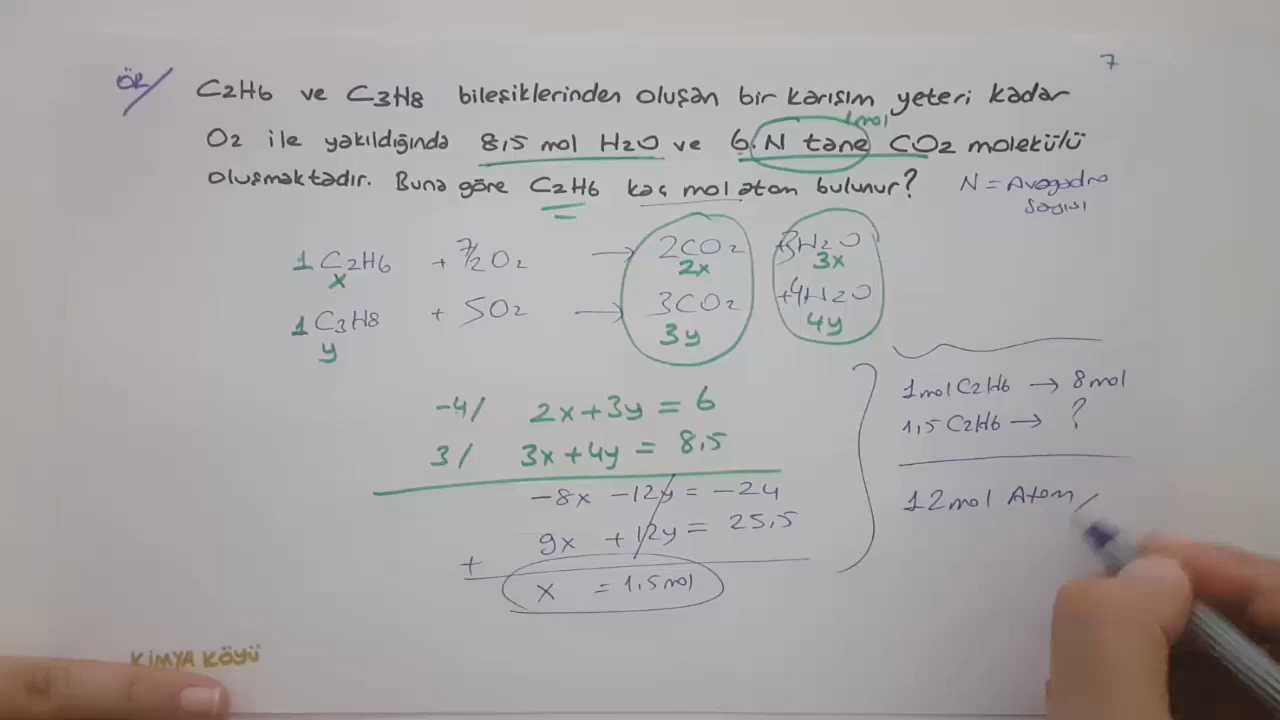 7
ÖR/ C2H6 ve C3H8 bileşiklerinden oluşan bir karışım yeteri kadar
1mol
O2 ile yakıldığında 8,5 mol H2O ve 6.N tane CO2 molekülü
oluşmaktadır. Buna göre C2H6 kaç mol atom bulunur? N = Avogadro
Sayısı
1 C2H6 + 7/2 O2 → 2CO2 + 3H2O
x 2x 3x
1 C3H8 + 5O2 → 3CO2 + 4H2O
y 3y 4y
-4/ 2x+3y = 6
3/ 3x+4y = 8,5
-8x -12y = -24
9x +12y = 25,5
+
x = 1,5mol
1mol C2H6 → 8mol
1,5 C2H6 → ?
12mol Atom
KİMYA KÖYÜ